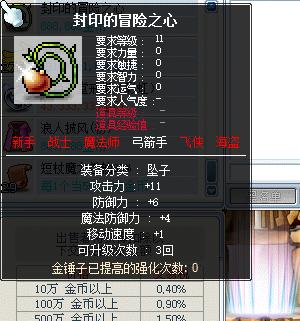 封印的冒险之心
要求等级: 11
要求力量: 0
要求敏捷: 0
要求智力: 0
要求运气: 0
要求人气度: -
道具等级: -
道具经验值: -
新手 战士 魔法师 弓箭手 飞侠 海盗
装备分类: 坠子
攻击力: +11
防御力: +6
魔法防御力: +4
移动速度: +1
可升级次数: 3回
金锤子已提高的强化次数: 0
浪人披风
短杖
每1个
出售
10万 金币以上 0.40%
100万 金币以上 0.90%
500万 金币以上 1.50%